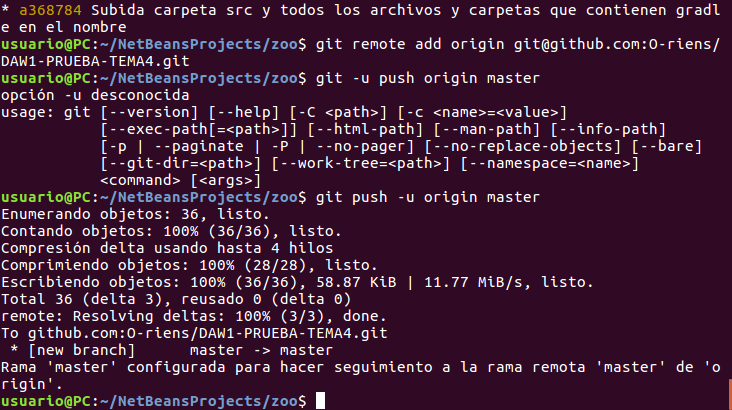 * a368784 Subida carpeta src y todos los archivos y carpetas que contienen gradl
e en el nombre
usuario@PC:~/NetBeansProjects/zoo$ git remote add origin git@github.com:O-riens/
DAW1-PRUEBA-TEMA4.git
usuario@PC:~/NetBeansProjects/zoo$ git -u push origin master
opción -u desconocida
usage: git [--version] [--help] [-C <path>] [-c <name>=<value>]
           [--exec-path[=<path>]] [--html-path] [--man-path] [--info-path]
           [-p | --paginate | -P | --no-pager] [--no-replace-objects] [--bare]
           [--git-dir=<path>] [--work-tree=<path>] [--namespace=<name>]
           <command> [<args>]
usuario@PC:~/NetBeansProjects/zoo$ git push -u origin master
Enumerando objetos: 36, listo.
Contando objetos: 100% (36/36), listo.
Compresión delta usando hasta 4 hilos
Comprimiendo objetos: 100% (28/28), listo.
Escribiendo objetos: 100% (36/36), 58.87 KiB | 11.77 MiB/s, listo.
Total 36 (delta 3), reusado 0 (delta 0)
remote: Resolving deltas: 100% (3/3), done.
To github.com:O-riens/DAW1-PRUEBA-TEMA4.git
 * [new branch]      master -> master
Rama 'master' configurada para hacer seguimiento a la rama remota 'master' de 'o
rigin'.
usuario@PC:~/NetBeansProjects/zoo$